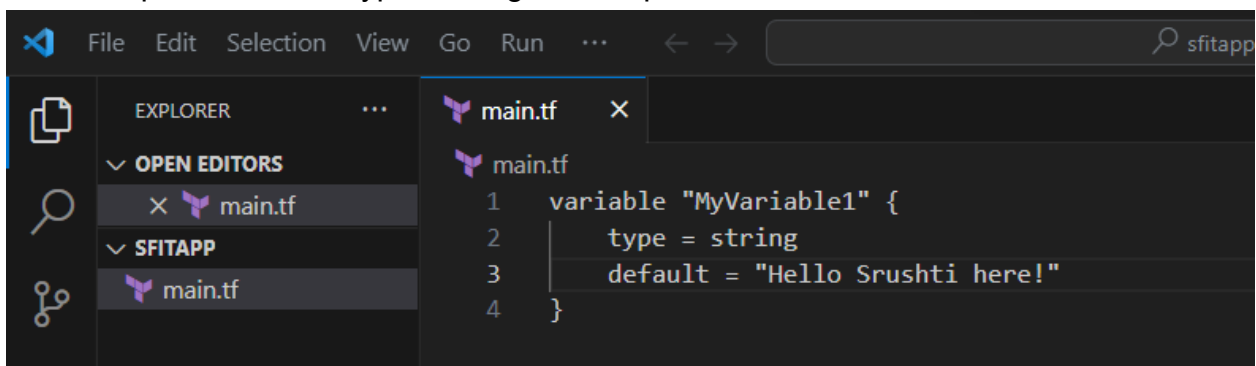 File Edit Selection View Go Run ··· ← → sfitapp
EXPLORER ···
main.tf ×
OPEN EDITORS
× main.tf
SFITAPP
main.tf
main.tf
1 variable "MyVariable1" {
2 type = string
3 default = "Hello Srushti here!"
4 }